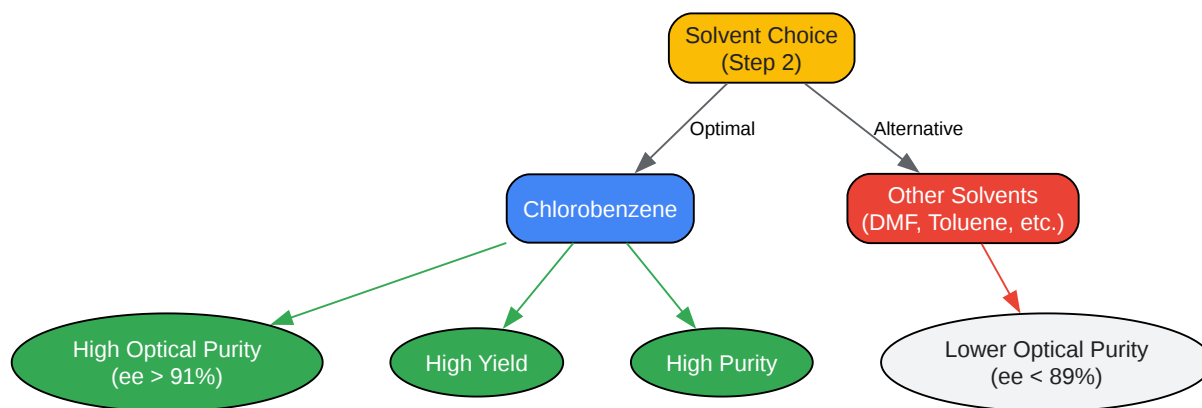 Solvent Choice
(Step 2)
Optimal
Alternative
Chlorobenzene
Other Solvents
(DMF, Toluene, etc.)
High Optical Purity
(ee > 91%)
High Yield
High Purity
Lower Optical Purity
(ee < 89%)